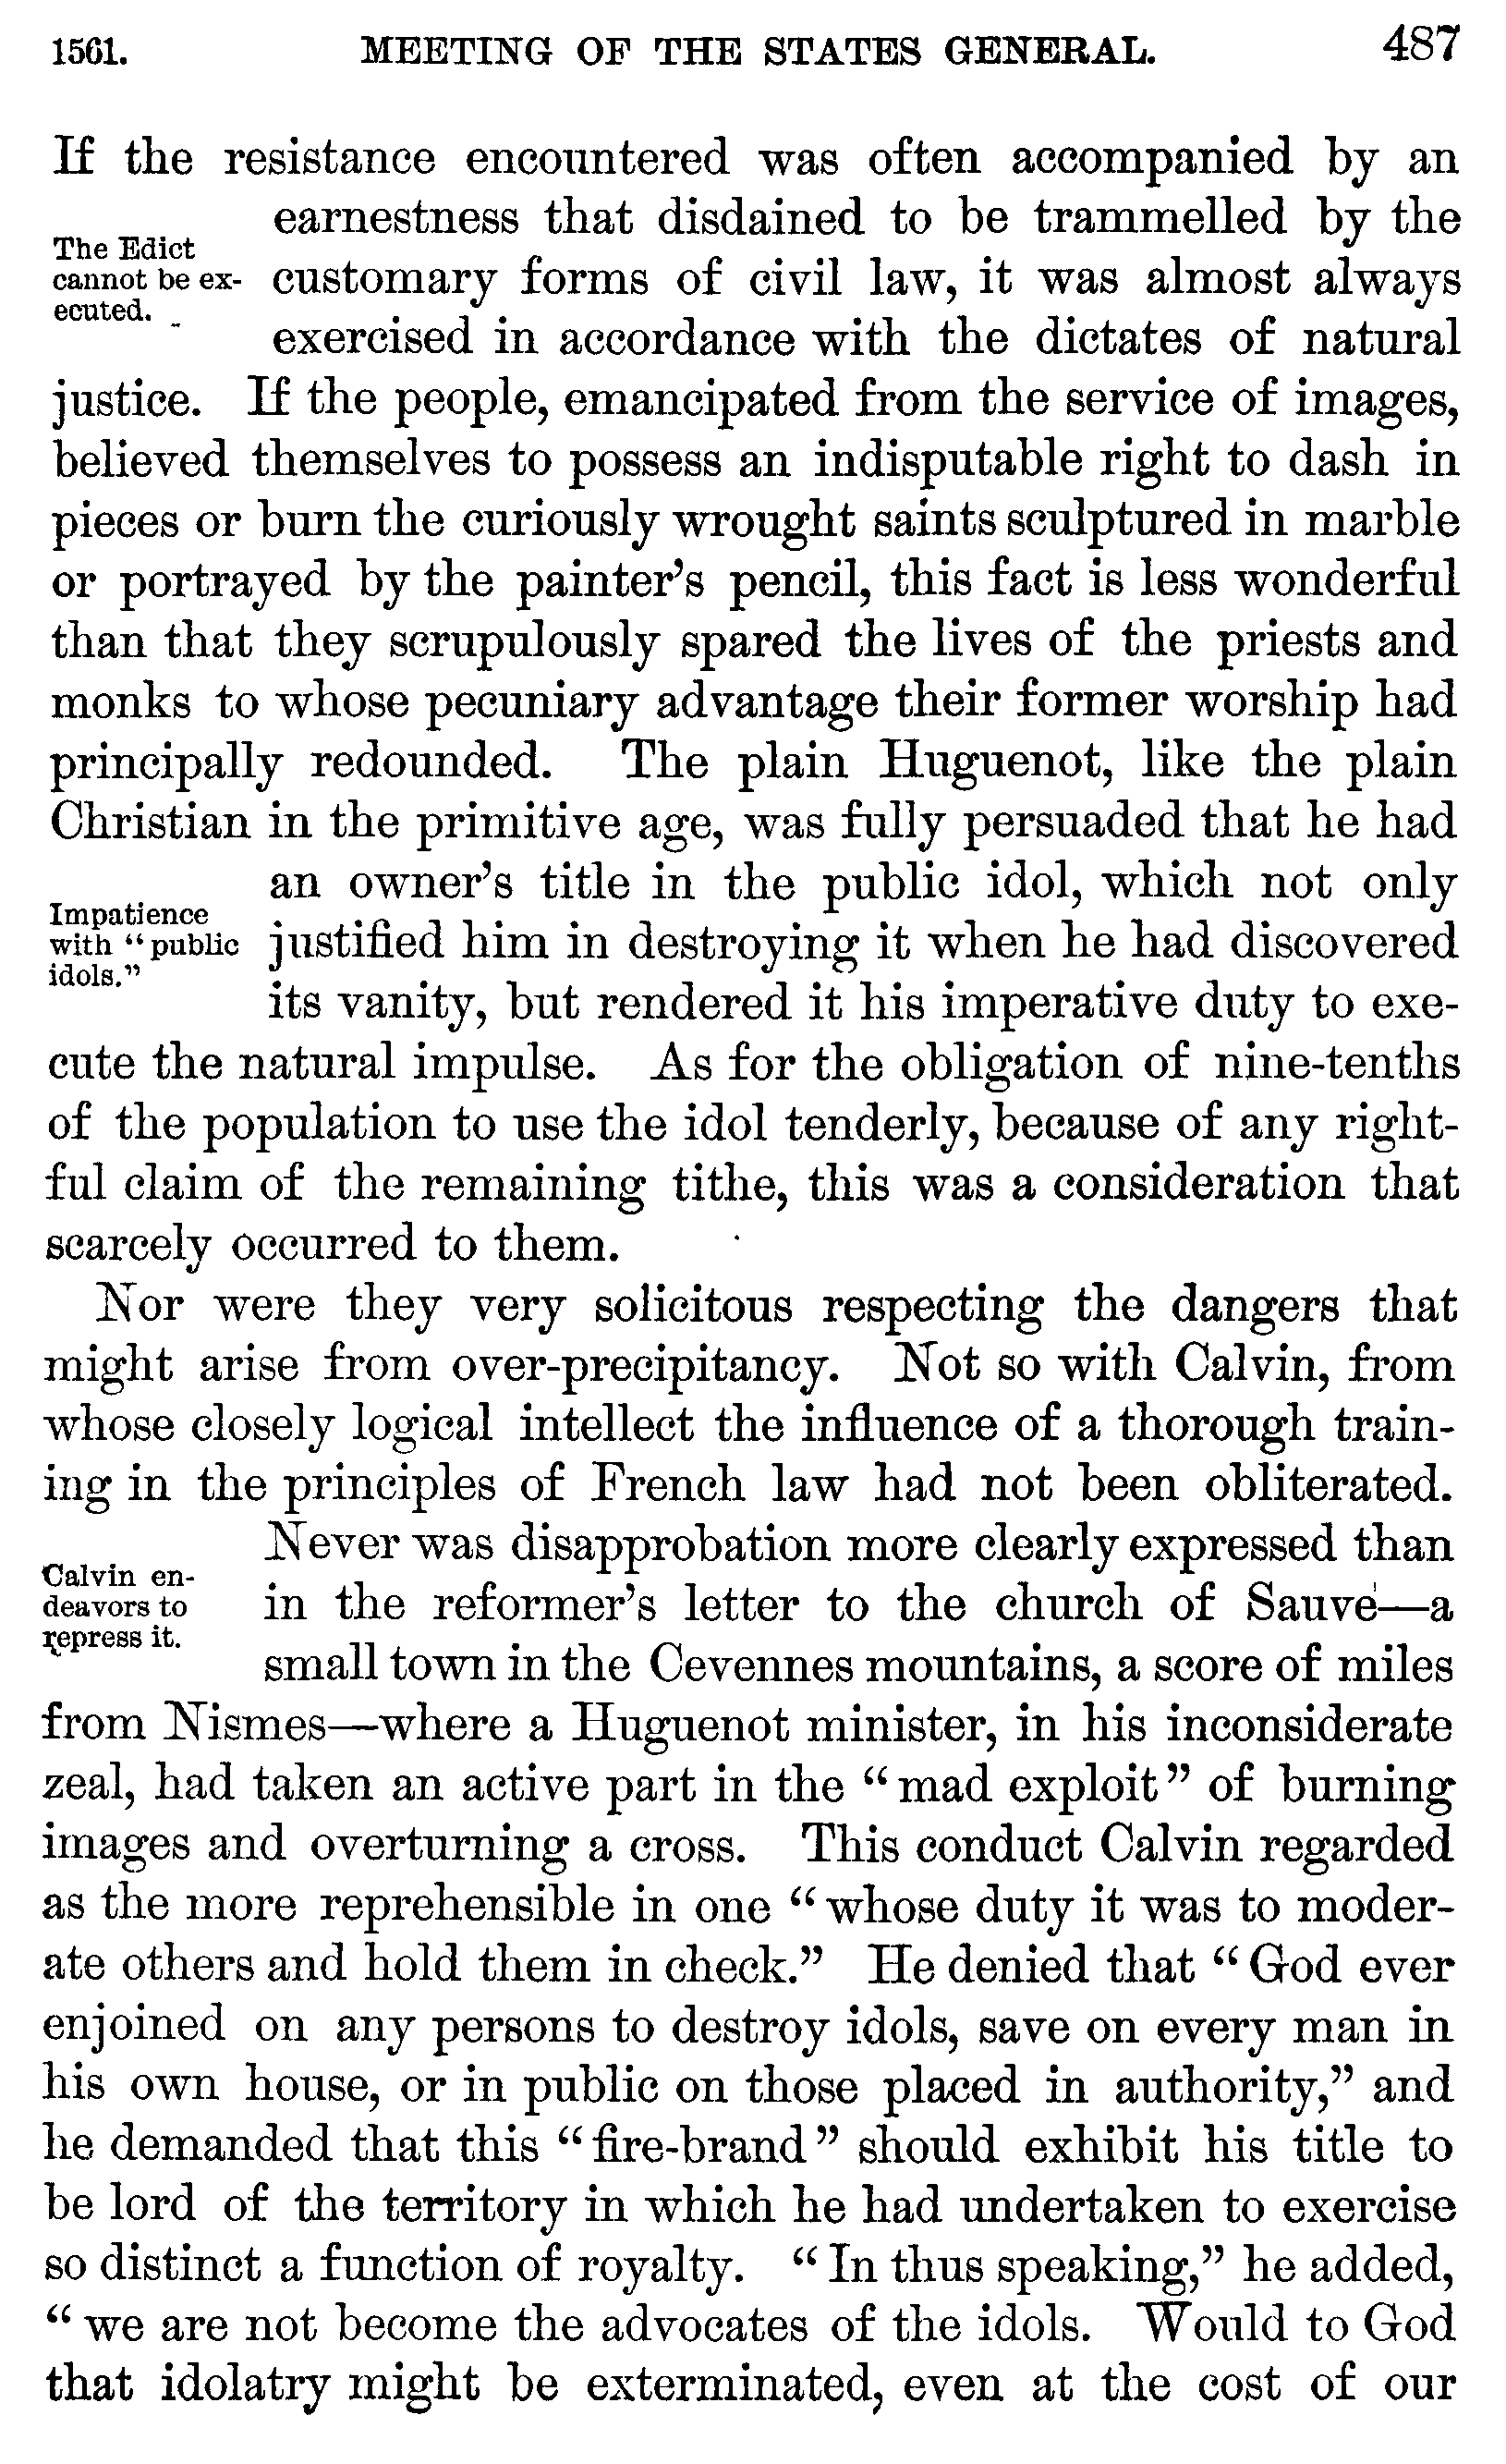 1561. MEETING OF THE STATES GENERAL. 487
If the resistance encountered was often accompanied by an
earnestness that disdained to be trammelled by the
The Edict
cannot be ex-
ecuted.
customary forms of civil law, it was almost always
exercised in accordance with the dictates of natural
justice. If the people, emancipated from the service of images,
believed themselves to possess an indisputable right to dash in
pieces or burn the curiously wrought saints sculptured in marble
or portrayed by the painter's pencil, this fact is less wonderful
than that they scrupulously spared the lives of the priests and
monks to whose pecuniary advantage their former worship had
principally redounded. The plain Huguenot, like the plain
Christian in the primitive age, was fully persuaded that he had
an owner's title in the public idol, which not only
Impatience
with "public
idols."
justified him in destroying it when he had discovered
its vanity, but rendered it his imperative duty to exe-
cute the natural impulse. As for the obligation of nine-tenths
of the population to use the idol tenderly, because of any right-
ful claim of the remaining tithe, this was a consideration that
scarcely occurred to them.
Nor were they very solicitous respecting the dangers that
might arise from over-precipitancy. Not so with Calvin, from
whose closely logical intellect the influence of a thorough train-
ing in the principles of French law had not been obliterated.
Never was disapprobation more clearly expressed than
Calvin en-
deavors to
repress it.
in the reformer's letter to the church of Sauve—a
small town in the Cevennes mountains, a score of miles
from Nismes—where a Huguenot minister, in his inconsiderate
zeal, had taken an active part in the "mad exploit" of burning
images and overturning a cross. This conduct Calvin regarded
as the more reprehensible in one "whose duty it was to moder-
ate others and hold them in check." He denied that "God ever
enjoined on any persons to destroy idols, save on every man in
his own house, or in public on those placed in authority," and
he demanded that this "fire-brand" should exhibit his title to
be lord of the territory in which he had undertaken to exercise
so distinct a function of royalty. "In thus speaking," he added,
"we are not become the advocates of the idols. Would to God
that idolatry might be exterminated, even at the cost of our